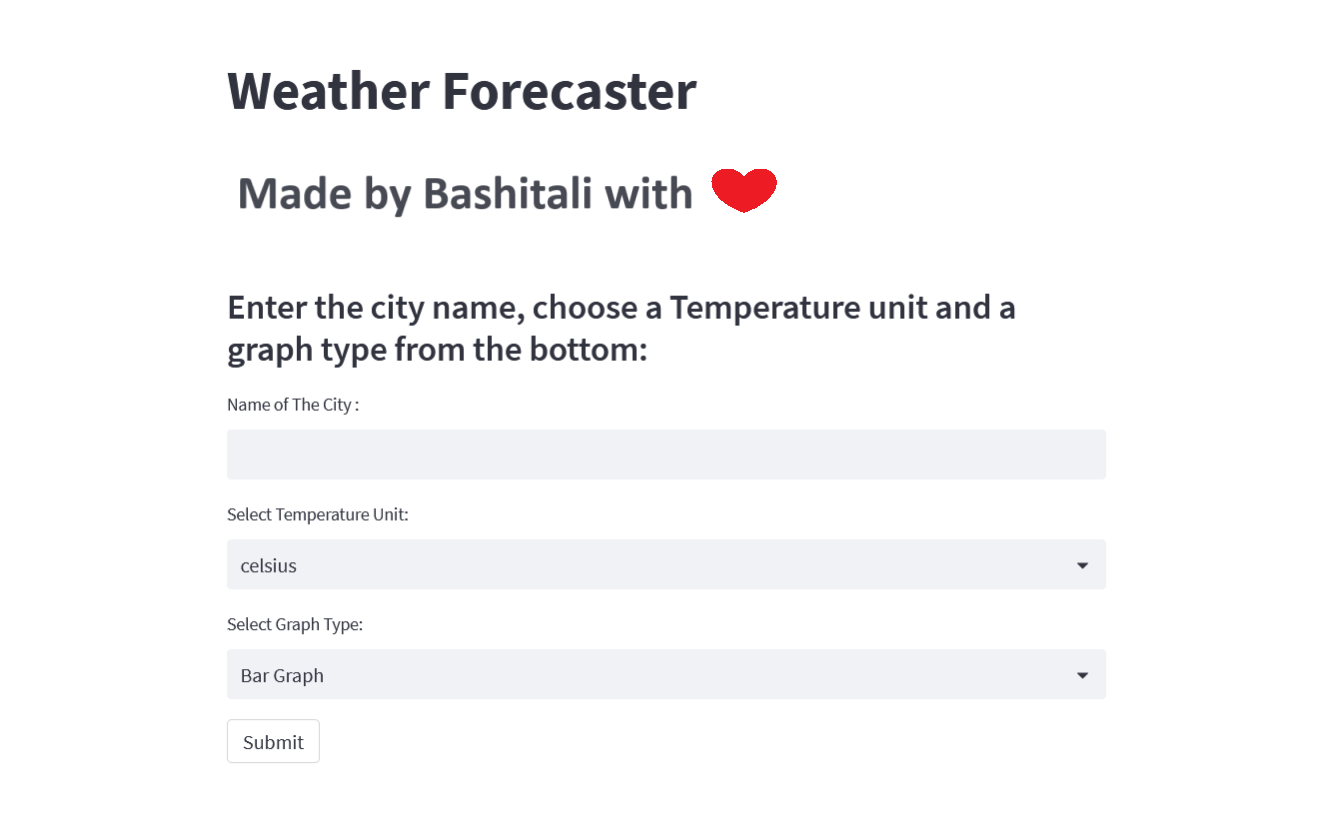 Weather Forecaster
Made by Bashitali with
Enter the city name, choose a Temperature unit and a
graph type from the bottom:
Name of The City :
Select Temperature Unit:
celsius
Select Graph Type:
Bar Graph
Submit